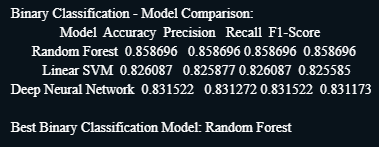 Binary Classification - Model Comparison:
Model Accuracy Precision Recall F1-Score
Random Forest 0.858696 0.858696 0.858696 0.858696
Linear SVM 0.826087 0.825877 0.826087 0.825585
Deep Neural Network 0.831522 0.831272 0.831522 0.831173
Best Binary Classification Model: Random Forest